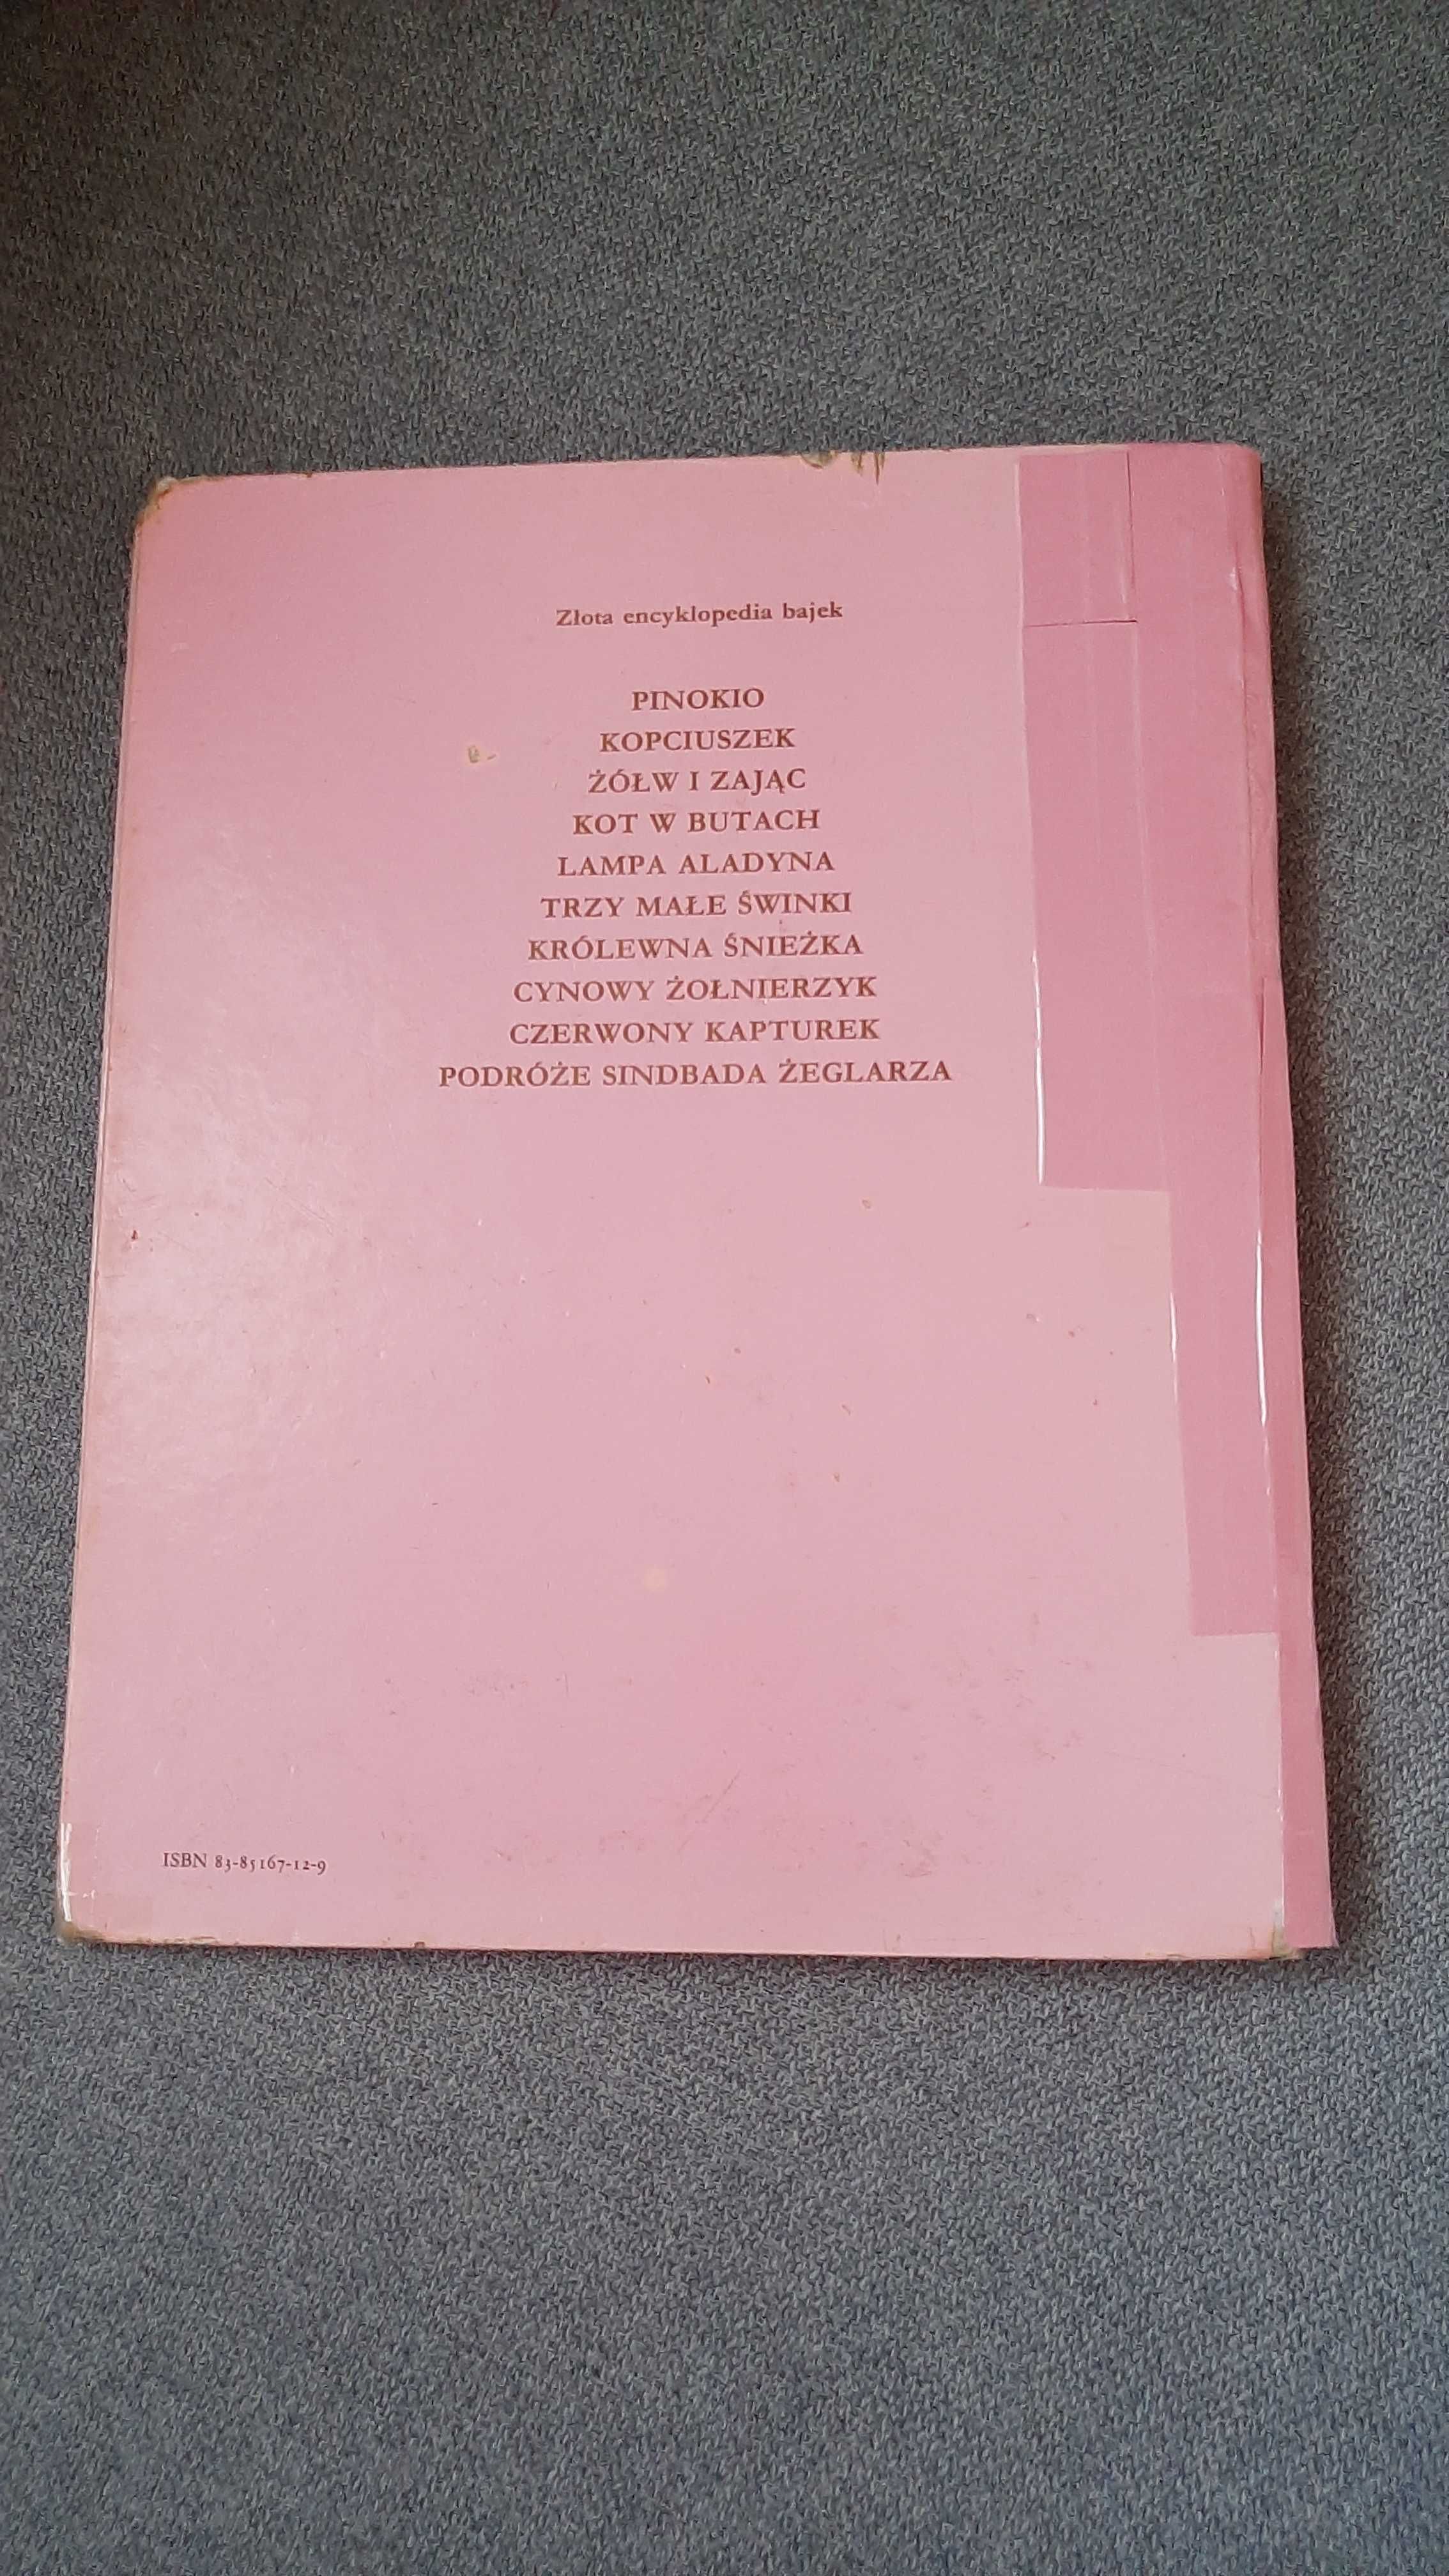 Złota encyklopedia bajek
PINOKIO
KOPCIUSZEK
ŻÓŁW I ZAJĄC
KOT W BUTACH
LAMPA ALADYNA
TRZY MAŁE ŚWINKI
KRÓLEWNA ŚNIEŻKA
CYNOWY ŻOŁNIERZYK
CZERWONY KAPTUREK
PODRÓŻE SINDBADA ŻEGLARZA
ISBN 83-85167-12-9